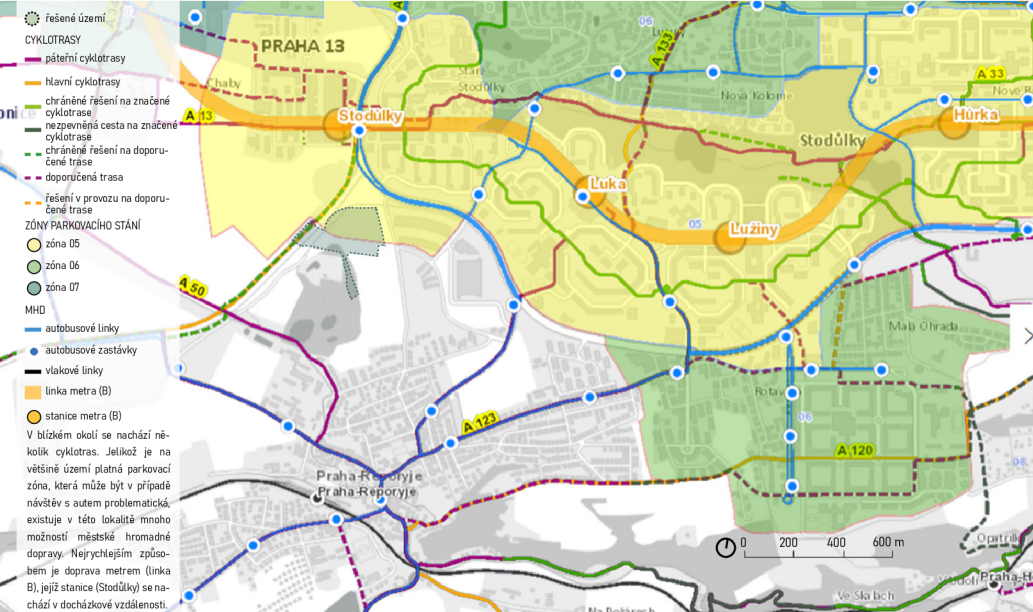 řešené území
CYKLOTRASY
páteřní cyklotrasy
hlavní cyklotrasy
chráněné řešení na značené
cyklotrase
nezpevněná cesta na značené
cyklotrase
chráněné řešení na doporu-
čené trase
doporučená trasa
řešení v provozu na doporu-
čené trase
ZÓNY PARKOVACÍHO STÁNÍ
zóna 05
zóna 06
zóna 07
MHD
autobusové linky
autobusové zastávky
vlakové linky
linka metra (B)
stanice metra (B)
V blízkém okolí se nachází ně-
kolik cyklotras. Jelikož je na
většině území platná parkovací
zóna, která může být v případě
návštěv s autem problematická,
existuje v této lokalitě mnoho
možností městské hromadné
dopravy. Nejrychlejším způso-
bem je doprava metrem (linka
B), jejíž stanice (Stodůlky) se na-
chází v docházkové vzdálenosti.
PRAHA 13
06
A 133
Chaby
Staré
Stodůlky
Nová Kolonie
A 33
A 13
Stodůlky
Stodůlky
Hůrka
Luka
05
Lužiny
A 50
Malá Ohrada
06
A 123
A 120
Praha-Řeporyje
Praha-Řeporyje
0 200 400 600 m
Ve Skalách
Na Požárech